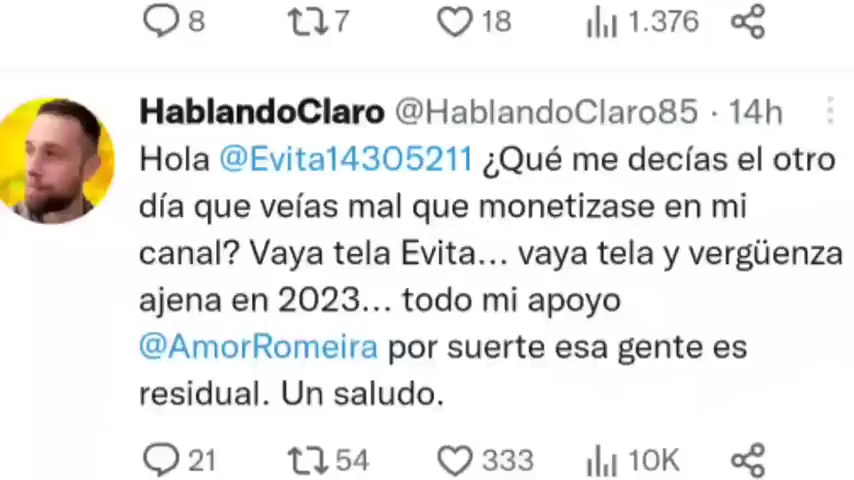 8 7 18 1.376
HablandoClaro @HablandoClaro85 · 14h
Hola @Evita14305211 ¿Qué me decías el otro
día que veías mal que monetizase en mi
canal? Vaya tela Evita... vaya tela y vergüenza
ajena en 2023... todo mi apoyo
@AmorRomeira por suerte esa gente es
residual. Un saludo.
21 54 333 10K